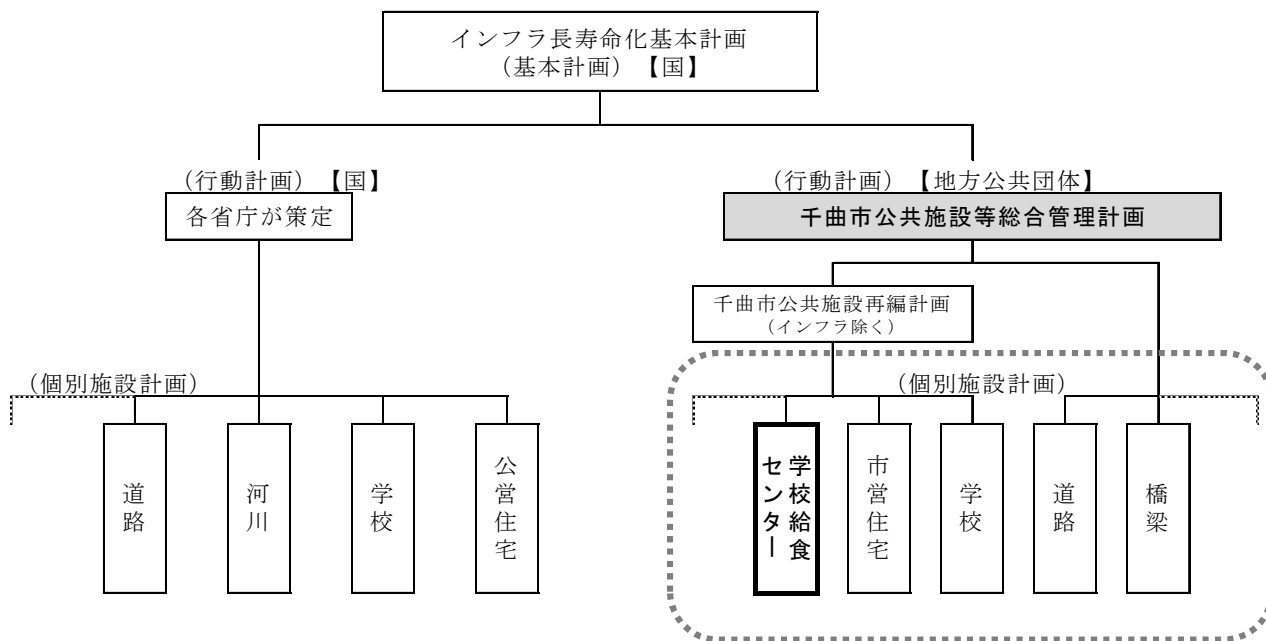 インフラ長寿命化基本計画
（基本計画）【国】
（行動計画）【国】
各省庁が策定
（行動計画）【地方公共団体】
千曲市公共施設等総合管理計画
千曲市公共施設再編計画
（インフラ除く）
（個別施設計画）
道路
河川
学校
公営住宅
（個別施設計画）
学校給食
センター
市営住宅
学校
道路
橋梁